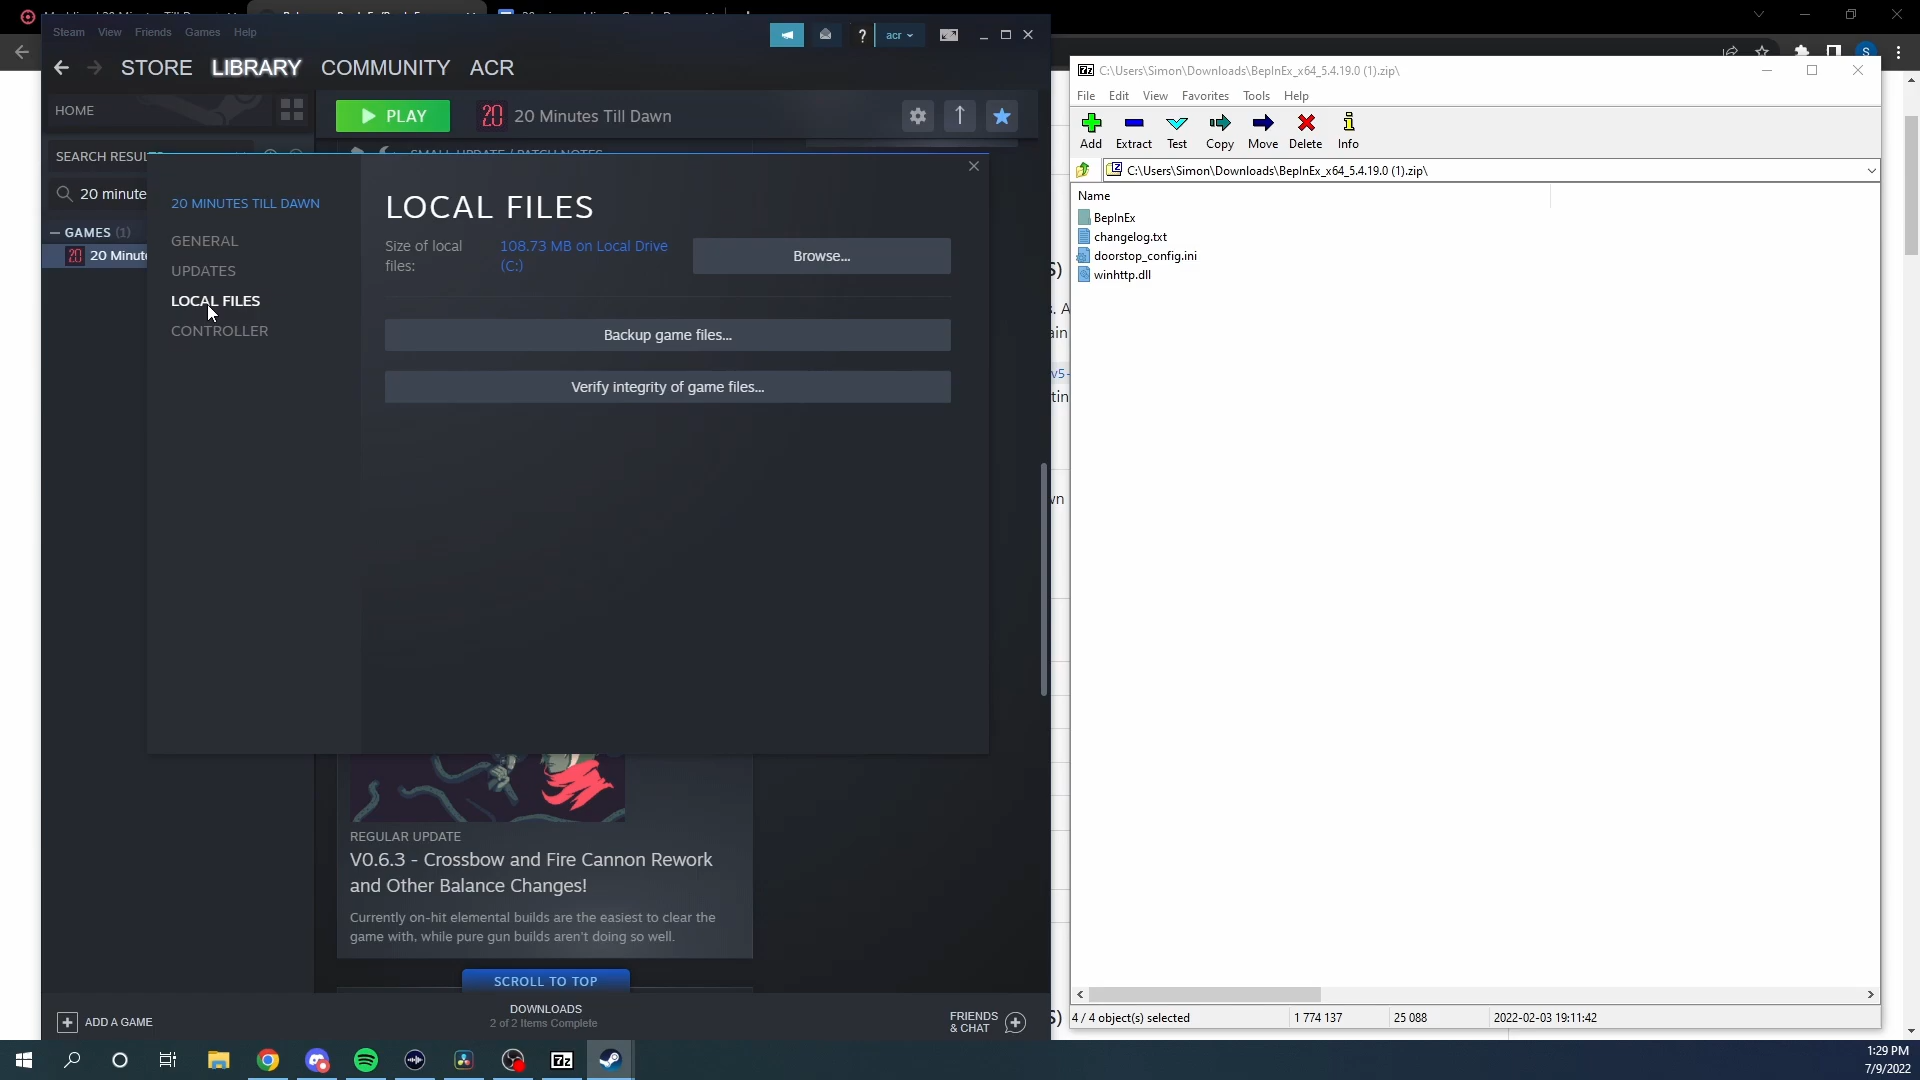 Steam View Friends Games Help
acr
STORE LIBRARY COMMUNITY ACR
HOME
PLAY
20 Minutes Till Dawn
SEARCH RESUL
20 minute
GAMES (1)
20 Minut
20 MINUTES TILL DAWN
GENERAL
UPDATES
LOCAL FILES
CONTROLLER
LOCAL FILES
Size of local files:
108.73 MB on Local Drive (C:)
Browse...
Backup game files...
Verify integrity of game files...
REGULAR UPDATE
V0.6.3 - Crossbow and Fire Cannon Rework
and Other Balance Changes!
Currently on-hit elemental builds are the easiest to clear the
game with, while pure gun builds aren't doing so well.
SCROLL TO TOP
ADD A GAME
DOWNLOADS
2 of 2 Items Complete
FRIENDS
& CHAT
C:\Users\Simon\Downloads\BepInEx_x64_5.4.19.0 (1).zip\
File Edit View Favorites Tools Help
Add Extract Test Copy Move Delete Info
C:\Users\Simon\Downloads\BepInEx_x64_5.4.19.0 (1).zip\
Name
BepInEx
changelog.txt
doorstop_config.ini
winhttp.dll
4 / 4 object(s) selected
1 774 137
25 088
2022-02-03 19:11:42
1:29 PM
7/9/2022